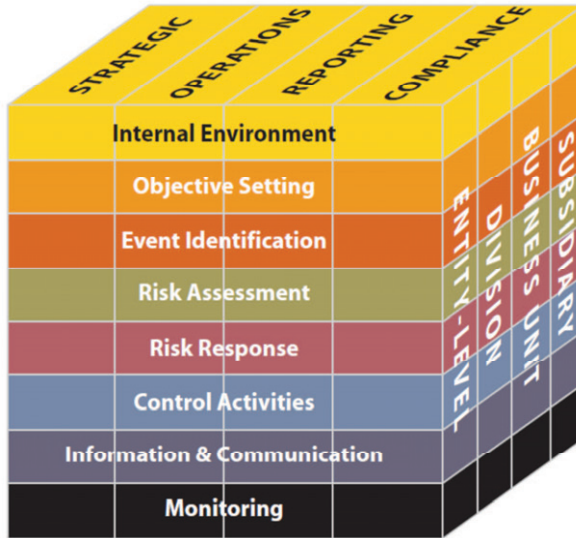 STRATEGIC
OPERATIONS
REPORTING
COMPLIANCE
Internal Environment
Objective Setting
Event Identification
Risk Assessment
Risk Response
Control Activities
Information & Communication
Monitoring
ENTITY-LEVEL
DIVISION
BUSINESS UNIT
SUBSIDIARY